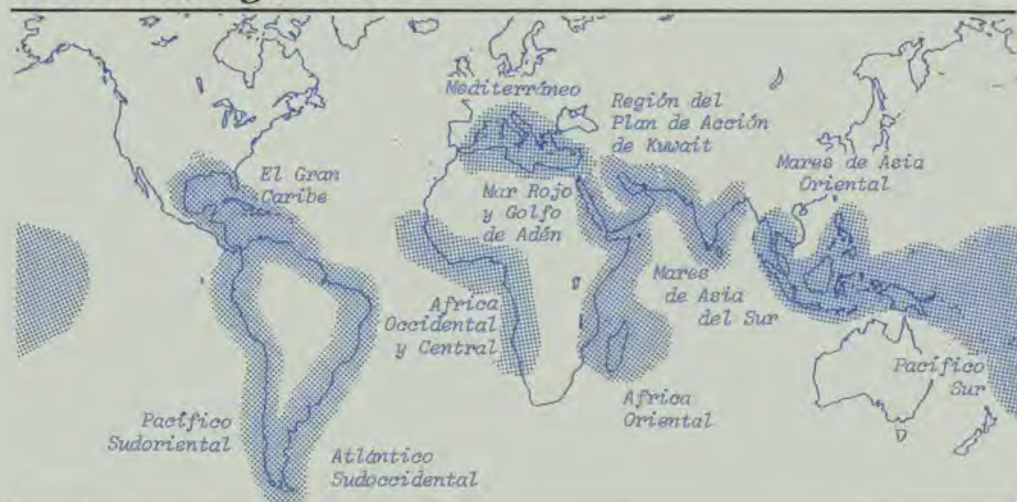 Mediterráneo
Región del
Plan de Acción
de Kuwait
Mares de Asia
Oriental
El Gran
Caribe
Mar Rojo
y Golfo
de Adén
Mares
de Asia
del Sur
Africa
Occidental
y Central
Pacífico
Sur
Africa
Oriental
Pacífico
Sudoriental
Atlántico
Sudoccidental